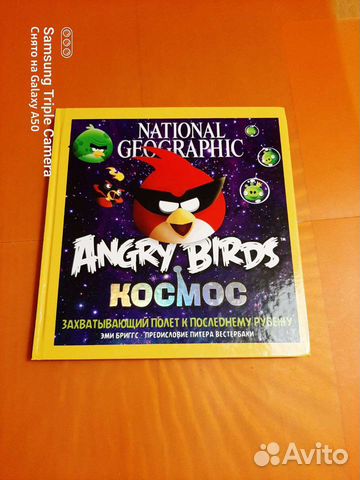 Samsung Triple Camera
Снято на Galaxy A50
NATIONAL
GEOGRAPHIC
ANGRY BIRDS™
КОСМОС
ЗАХВАТЫВАЮЩИЙ ПОЛЕТ К ПОСЛЕДНЕМУ РУБЕЖУ
ЭМИ БРИГГС · ПРЕДИСЛОВИЕ ПИТЕРА ВЕСТЕРБАКИ
Avito